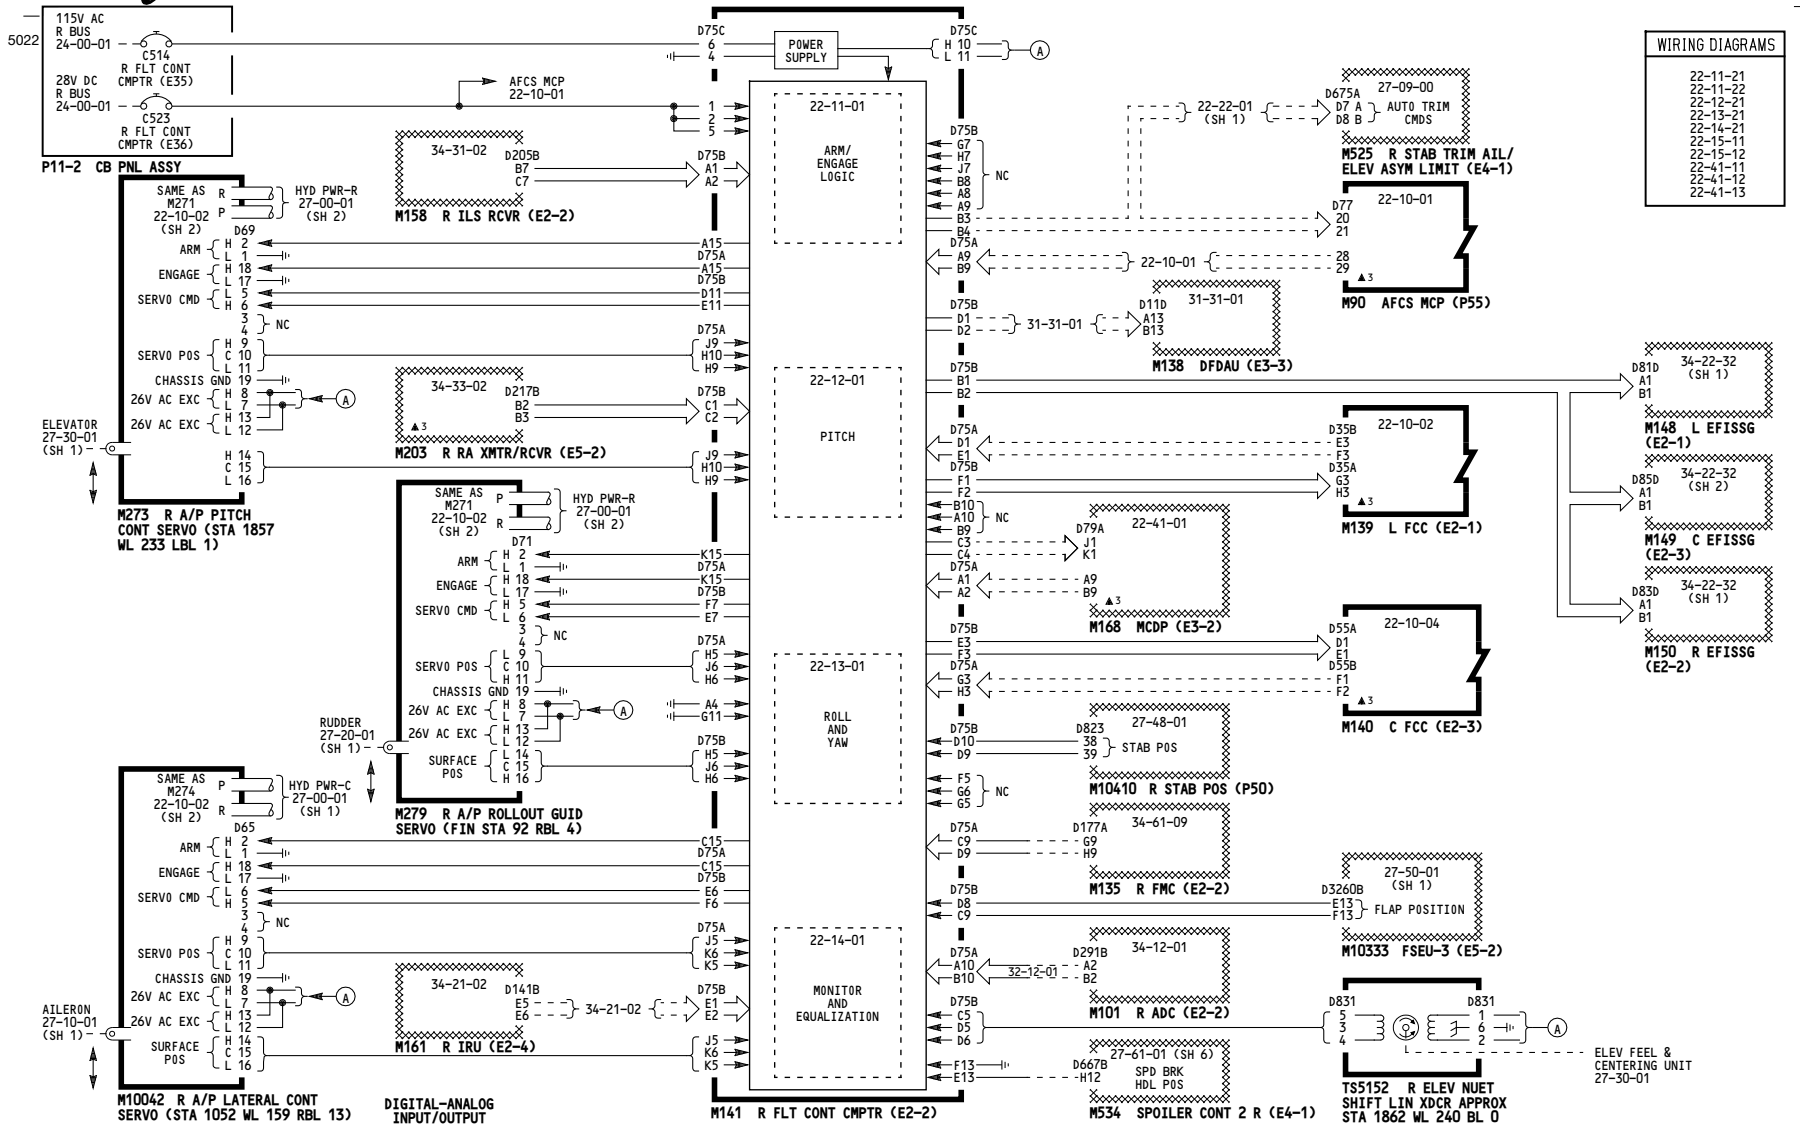 115V AC
R BUS
24-00-01
5022
C514
R FLT CONT
CMPTR (E35)
28V DC
R BUS
24-00-01
C523
R FLT CONT
CMPTR (E36)
P11-2 CB PNL ASSY
AFCS MCP
22-10-01
D75C
6
4
POWER
SUPPLY
D75C
H 10
L 11
A
1
2
5
34-31-02
D205B
B7
C7
M158 R ILS RCVR (E2-2)
D75B
A1
A2
SAME AS
M271
22-10-02
(SH 2)
R
P
HYD PWR-R
27-00-01
(SH 2)
D69
ARM
H 2
L 1
ENGAGE
H 18
L 17
SERVO CMD
L 5
H 6
3
4
NC
SERVO POS
H 9
C 10
L 11
CHASSIS GND 19
26V AC EXC
H 8
L 7
A
26V AC EXC
H 13
L 12
H 14
C 15
L 16
ELEVATOR
27-30-01
(SH 1)
M273 R A/P PITCH
CONT SERVO (STA 1857
WL 233 LBL 1)
A15
D75A
A15
D75B
D11
E11
D75A
J9
H10
H9
34-33-02
D217B
B2
B3
▲3
M203 R RA XMTR/RCVR (E5-2)
D75B
C1
C2
J9
H10
H9
SAME AS
M271
22-10-02
(SH 2)
P
R
HYD PWR-R
27-00-01
(SH 2)
D71
ARM
H 2
L 1
ENGAGE
H 18
L 17
SERVO CMD
H 5
L 6
3
4
NC
SERVO POS
L 9
C 10
H 11
CHASSIS GND 19
26V AC EXC
H 8
L 7
A
26V AC EXC
H 13
L 12
SURFACE
POS
L 14
C 15
H 16
RUDDER
27-20-01
(SH 1)
M279 R A/P ROLLOUT GUID
SERVO (FIN STA 92 RBL 4)
K15
D75A
K15
D75B
F7
E7
D75A
H5
J6
H6
A4
G11
D75B
H5
J6
H6
SAME AS
M274
22-10-02
(SH 2)
P
R
HYD PWR-C
27-00-01
(SH 1)
D65
ARM
H 2
L 1
ENGAGE
H 18
L 17
SERVO CMD
L 6
H 5
3
4
NC
SERVO POS
H 9
C 10
L 11
CHASSIS GND 19
26V AC EXC
H 8
L 7
A
26V AC EXC
H 13
L 12
SURFACE
POS
H 14
C 15
L 16
AILERON
27-10-01
(SH 1)
M10042 R A/P LATERAL CONT
SERVO (STA 1052 WL 159 RBL 13)
C15
D75A
C15
D75B
E6
F6
D75A
J5
K6
K5
34-21-02
D141B
E5
E6
34-21-02
M161 R IRU (E2-4)
D75B
E1
E2
J5
K6
K5
DIGITAL-ANALOG
INPUT/OUTPUT
22-11-01
ARM/
ENGAGE
LOGIC
22-12-01
PITCH
22-13-01
ROLL
AND
YAW
22-14-01
MONITOR
AND
EQUALIZATION
M141 R FLT CONT CMPTR (E2-2)
D75B
G7
H7
J7
B8
A8
A9
NC
B3
B4
D75A
A9
B9
22-10-01
22-22-01
(SH 1)
D675A
D7 A
D8 B
27-09-00
AUTO TRIM
CMDS
M525 R STAB TRIM AIL/
ELEV ASYM LIMIT (E4-1)
D77
20
21
22-10-01
28
29
▲3
M90 AFCS MCP (P55)
D75B
D1
D2
31-31-01
D11D
A13
B13
31-31-01
M138 DFDAU (E3-3)
D75B
B1
B2
D75A
D1
E1
D75B
F1
F2
D35B
E3
F3
D35A
G3
H3
22-10-02
▲3
M139 L FCC (E2-1)
B10
A10
B9
NC
C3
C4
D75A
A1
A2
D79A
J1
K1
22-41-01
A9
B9
▲3
M168 MCDP (E3-2)
D75B
E3
F3
D75A
G3
H3
D55A
D1
E1
D55B
F1
F2
22-10-04
▲3
M140 C FCC (E2-3)
D75B
D10
D9
D823
38
39
27-48-01
STAB POS
M10410 R STAB POS (P50)
F5
G6
G5
NC
D75A
C9
D9
D177A
G9
H9
34-61-09
M135 R FMC (E2-2)
D75B
D8
C9
D3260B
E13
F13
27-50-01
(SH 1)
FLAP POSITION
M10333 FSEU-3 (E5-2)
D75A
A10
B10
32-12-01
D291B
A2
B2
34-12-01
M101 R ADC (E2-2)
D75B
C5
D5
D6
F13
E13
D667B
H12
27-61-01 (SH 6)
SPD BRK
HDL POS
M534 SPOILER CONT 2 R (E4-1)
D831
5
3
4
D831
1
6
2
A
ELEV FEEL &
CENTERING UNIT
27-30-01
TS5152 R ELEV NUET
SHIFT LIN XDCR APPROX
STA 1862 WL 240 BL 0
D81D
A1
B1
34-22-32
(SH 1)
M148 L EFISSG
(E2-1)
D85D
A1
B1
34-22-32
(SH 2)
M149 C EFISSG
(E2-3)
D83D
A1
B1
34-22-32
(SH 1)
M150 R EFISSG
(E2-2)
WIRING DIAGRAMS
22-11-21
22-11-22
22-12-21
22-13-21
22-14-21
22-15-11
22-15-12
22-41-11
22-41-12
22-41-13